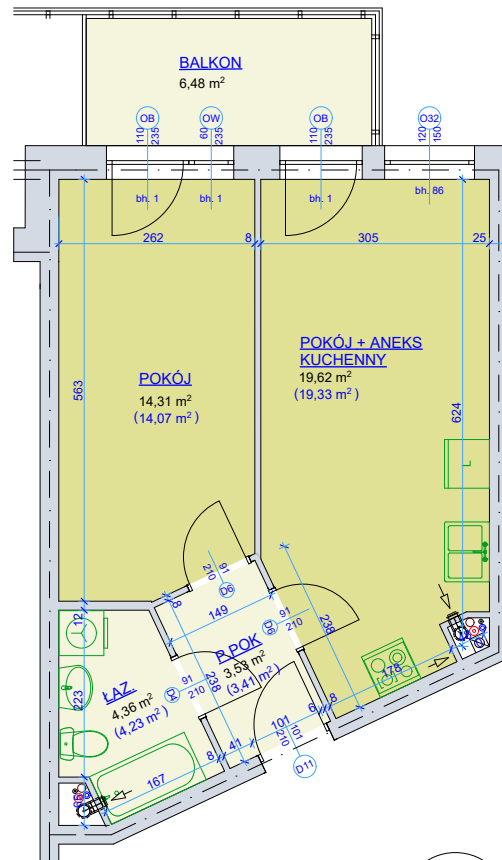 BALKON
6,48 m²
OB
110
235
OW
60
235
OB
110
235
O32
120
150
bh. 1
bh. 1
bh. 1
bh. 86
262
8
305
25
POKÓJ + ANEKS
KUCHENNY
19,62 m²
(19,33 m²)
POKÓJ
14,31 m²
(14,07 m²)
563
624
L
91
210
D6
8
149
91
210
D6
238
12
P.POK
3,53 m²
(3,41 m²)
ŁAZ.
4,36 m²
(4,23 m²)
91
210
D4
238
223
178
8
6
101
101
210
D11
41
8
167